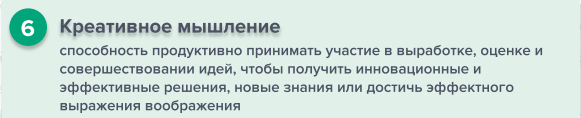 6 Креативное мышление
способность продуктивно принимать участие в выработке, оценке и
совершествовании идей, чтобы получить инновационные и
эффективные решения, новые знания или достичь эффектного
выражения воображения